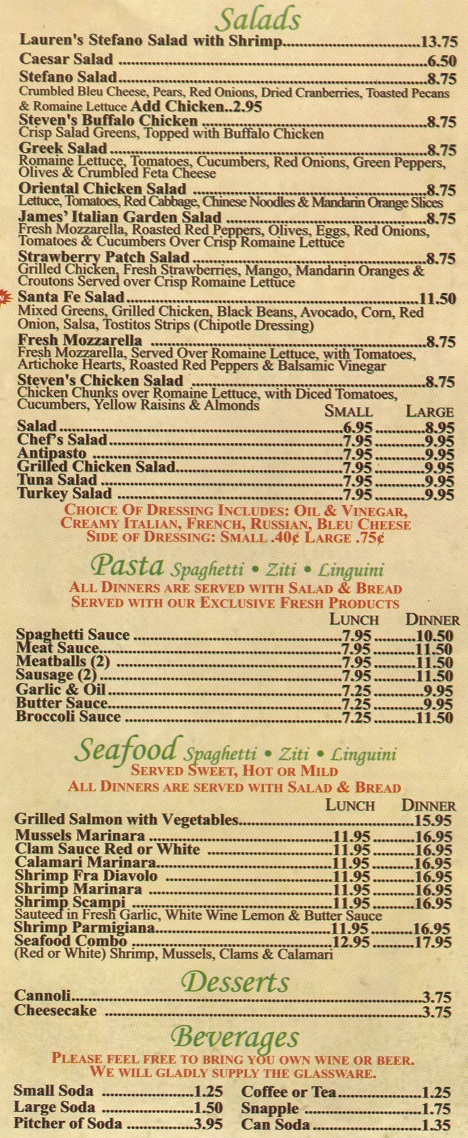 Salads
Lauren's Stefano Salad with Shrimp...............................13.75
Caesar Salad ...............................6.50
Stefano Salad...............................8.75
Crumbled Bleu Cheese, Pears, Red Onions, Dried Cranberries, Toasted Pecans
& Romaine Lettuce Add Chicken..2.95
Steven's Buffalo Chicken ...............................8.75
Crisp Salad Greens, Topped with Buffalo Chicken
Greek Salad...............................8.75
Romaine Lettuce, Tomatoes, Cucumbers, Red Onions, Green Peppers,
Olives & Crumbled Feta Cheese
Oriental Chicken Salad ...............................8.75
Lettuce, Tomatoes, Red Cabbage, Chinese Noodles & Mandarin Orange Slices
James' Italian Garden Salad ...............................8.75
Fresh Mozzarella, Roasted Red Peppers, Olives, Eggs, Red Onions,
Tomatoes & Cucumbers Over Crisp Romaine Lettuce
Strawberry Patch Salad...............................8.75
Grilled Chicken, Fresh Strawberries, Mango, Mandarin Oranges &
Croutons Served over Crisp Romaine Lettuce
Santa Fe Salad...............................11.50
Mixed Greens, Grilled Chicken, Black Beans, Avocado, Corn, Red
Onion, Salsa, Tostitos Strips (Chipotle Dressing)
Fresh Mozzarella ...............................8.75
Fresh Mozzarella, Served Over Romaine Lettuce, with Tomatoes,
Artichoke Hearts, Roasted Red Peppers & Balsamic Vinegar
Steven's Chicken Salad ...............................8.75
Chicken Chunks over Romaine Lettuce, with Diced Tomatoes,
Cucumbers, Yellow Raisins & Almonds
SMALL LARGE
Salad...............................6.95............8.95
Chef's Salad...............................7.95............9.95
Antipasto ...............................7.95............9.95
Grilled Chicken Salad...............................7.95............9.95
Tuna Salad ...............................7.95............9.95
Turkey Salad ...............................7.95............9.95
CHOICE OF DRESSING INCLUDES: OIL & VINEGAR,
CREAMY ITALIAN, FRENCH, RUSSIAN, BLEU CHEESE
SIDE OF DRESSING: SMALL .40¢ LARGE .75¢
Pasta Spaghetti • Ziti • Linguini
ALL DINNERS ARE SERVED WITH SALAD & BREAD
SERVED WITH OUR EXCLUSIVE FRESH PRODUCTS
LUNCH DINNER
Spaghetti Sauce ...............................7.95..........10.50
Meat Sauce...............................7.95..........11.50
Meatballs (2) ...............................7.95..........11.50
Sausage (2)...............................7.95..........11.50
Garlic & Oil...............................7.25............9.95
Butter Sauce...............................7.25............9.95
Broccoli Sauce ...............................7.25..........11.50
Seafood Spaghetti • Ziti • Linguini
SERVED SWEET, HOT OR MILD
ALL DINNERS ARE SERVED WITH SALAD & BREAD
LUNCH DINNER
Grilled Salmon with Vegetables...............................15.95
Mussels Marinara ...............................11.95..........16.95
Clam Sauce Red or White ...............................11.95..........16.95
Calamari Marinara...............................11.95..........16.95
Shrimp Fra Diavolo ...............................11.95..........16.95
Shrimp Marinara ...............................11.95..........16.95
Shrimp Scampi ...............................11.95..........16.95
Sauteed in Fresh Garlic, White Wine Lemon & Butter Sauce
Shrimp Parmigiana...............................11.95..........16.95
Seafood Combo ...............................12.95..........17.95
(Red or White) Shrimp, Mussels, Clams & Calamari
Desserts
Cannoli...............................3.75
Cheesecake ...............................3.75
Beverages
PLEASE FEEL FREE TO BRING YOU OWN WINE OR BEER.
WE WILL GLADLY SUPPLY THE GLASSWARE.
Small Soda ....................1.25 Coffee or Tea....................1.25
Large Soda ....................1.50 Snapple ....................1.75
Pitcher of Soda ..............3.95 Can Soda....................1.35